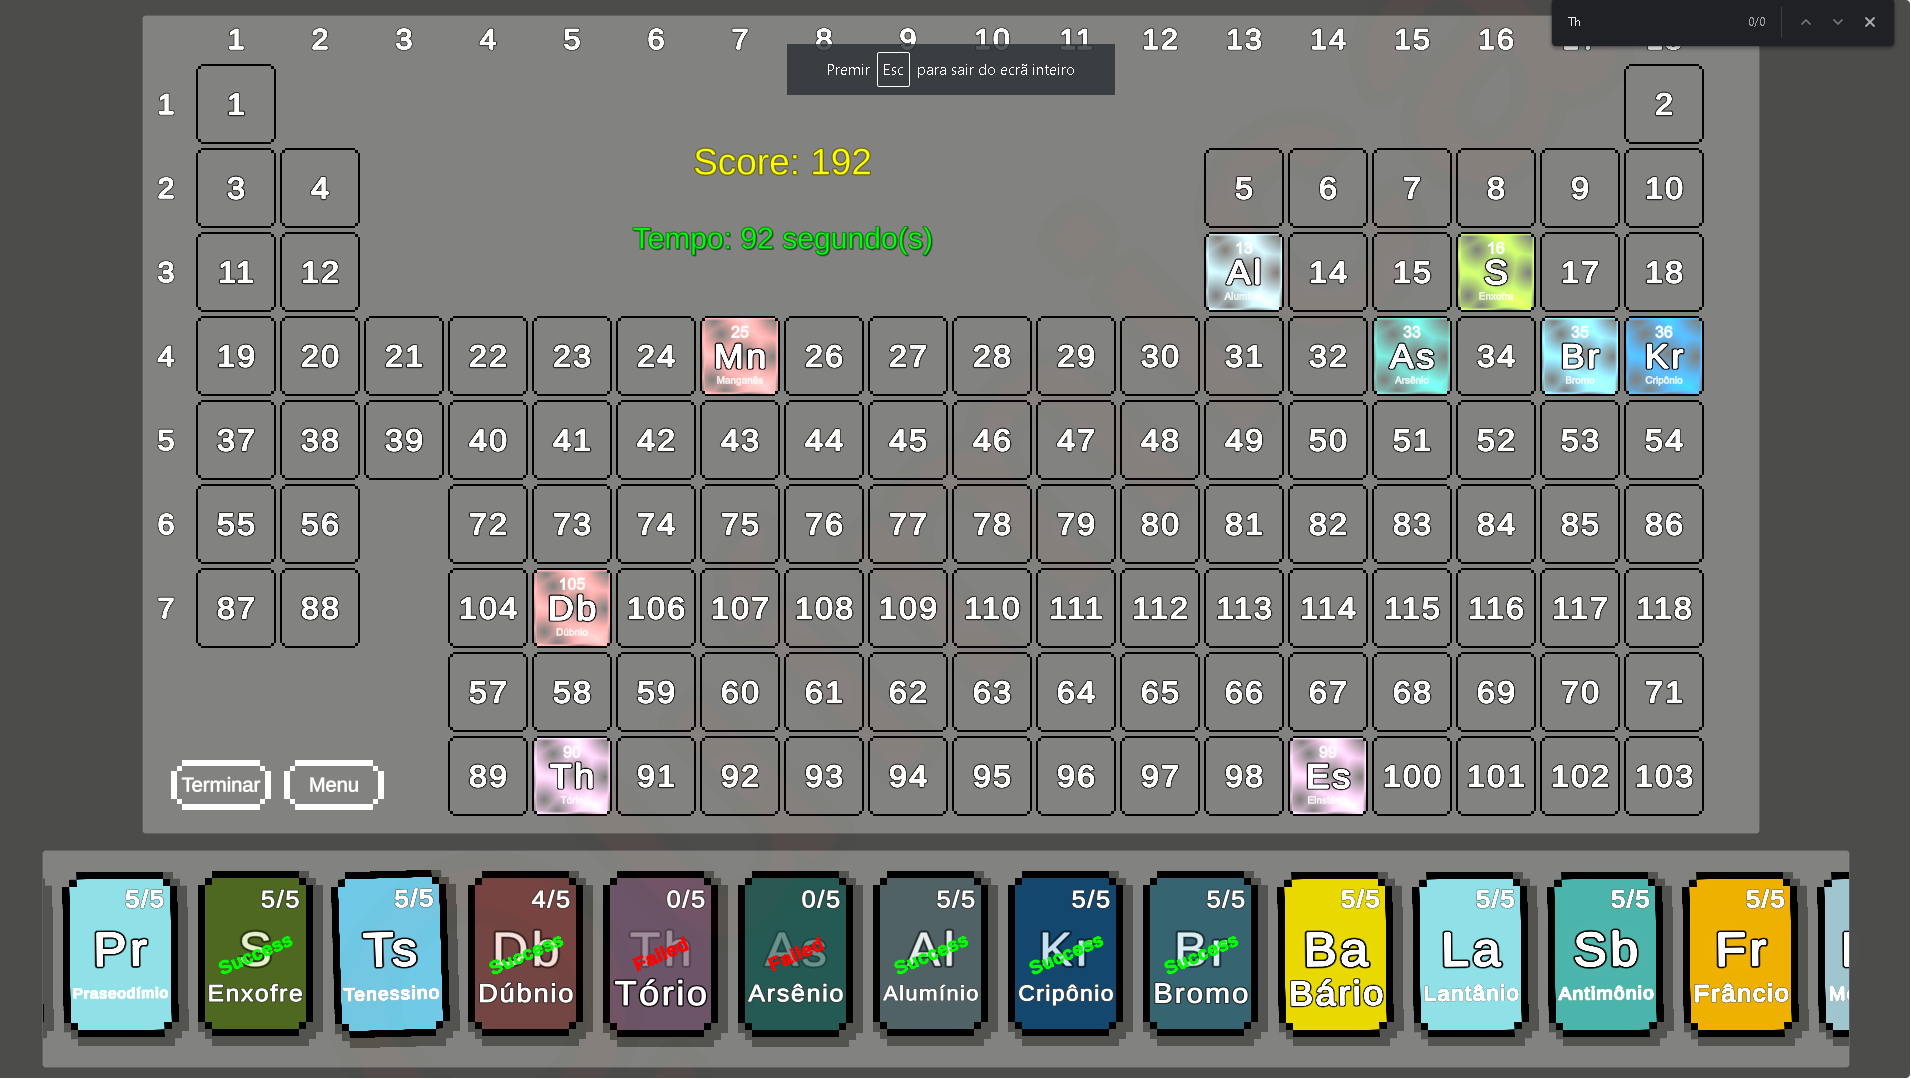 Th 0/0
1 2 3 4 5 6 7 8 9 10 11 12 13 14 15 16
Premir Esc para sair do ecrã inteiro
1 1 2
Score: 192
2 3 4 5 6 7 8 9 10
Tempo: 92 segundo(s)
13 16
3 11 12 Al 14 15 S 17 18
Enxofre
25 33 35 36
4 19 20 21 22 23 24 Mn 26 27 28 29 30 31 32 As 34 Br Kr
Manganês Arsênio Bromo Cripônio
5 37 38 39 40 41 42 43 44 45 46 47 48 49 50 51 52 53 54
6 55 56 72 73 74 75 76 77 78 79 80 81 82 83 84 85 86
105
7 87 88 104 Db 106 107 108 109 110 111 112 113 114 115 116 117 118
Dúbnio
57 58 59 60 61 62 63 64 65 66 67 68 69 70 71
90 99
89 Th 91 92 93 94 95 96 97 98 Es 100 101 102 103
Terminar Menu
5/5 5/5 5/5 4/5 0/5 0/5 5/5 5/5 5/5 5/5 5/5 5/5 5/5
Pr S Ts Db Th As Al Kr Br Ba La Sb Fr
Success Success Failed Failed Success Success Success
Praseodímio Enxofre Tenessino Dúbnio Tório Arsênio Alumínio Cripônio Bromo Bário Lantânio Antimônio Frâncio